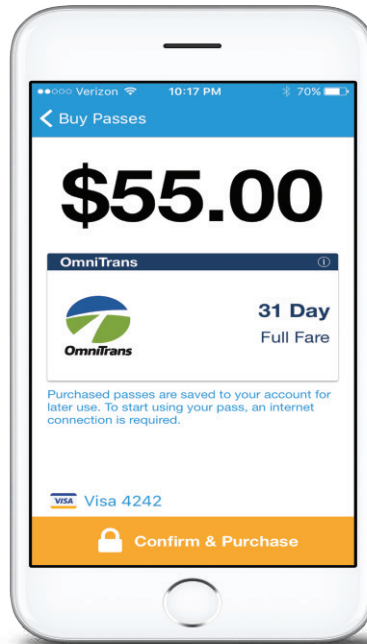 Verizon 10:17 PM 70%
Buy Passes
$55.00
OmniTrans
31 Day
Full Fare
OmniTrans
Purchased passes are saved to your account for
later use. To start using your pass, an internet
connection is required.
VISA Visa 4242
Confirm & Purchase